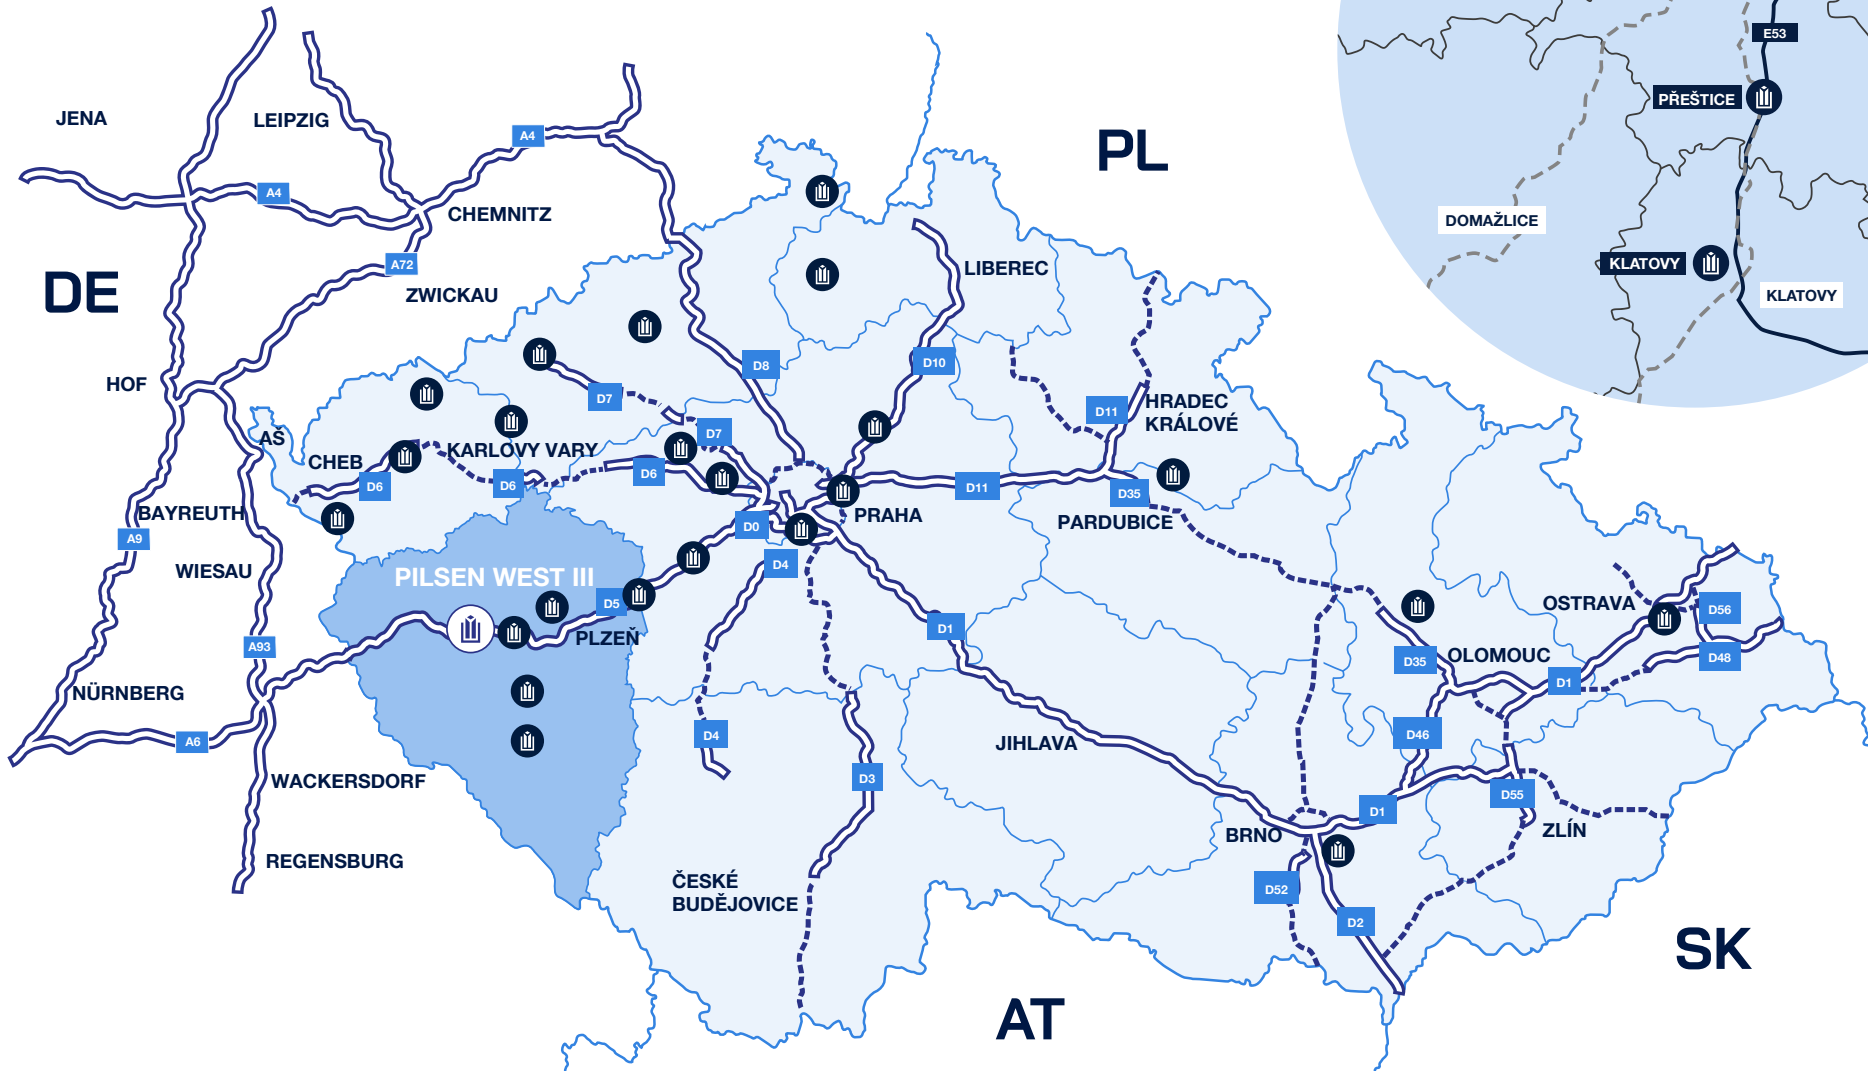 E53
PŘEŠTICE
DOMAŽLICE
KLATOVY
KLATOVY
JENA
LEIPZIG
A4
PL
A4
CHEMNITZ
A72
DE
ZWICKAU
LIBEREC
D8
D10
HOF
D7
D11
HRADEC
KRÁLOVÉ
D7
AŠ
KARLOVY VARY
CHEB
D6
D6
D6
D11
D35
BAYREUTH
PRAHA
PARDUBICE
D0
A9
WIESAU
PILSEN WEST III
D4
D5
OSTRAVA
D56
PLZEŇ
D1
A93
D35
OLOMOUC
D48
D1
NÜRNBERG
A6
D4
D46
JIHLAVA
WACKERSDORF
D3
D55
D1
BRNO
ZLÍN
REGENSBURG
ČESKÉ
BUDĚJOVICE
D52
D2
SK
AT